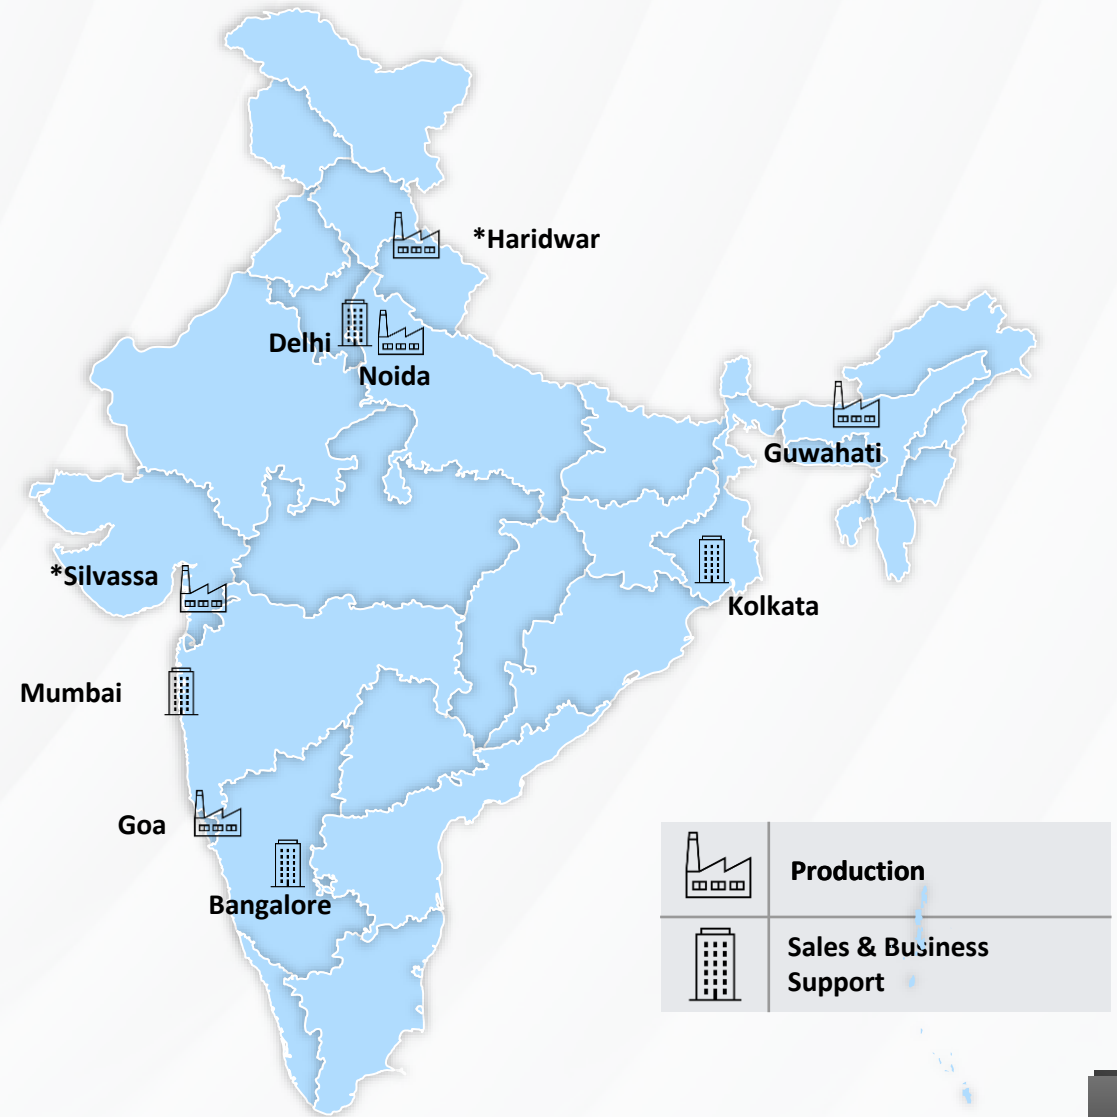 *Haridwar
Delhi
Noida
Guwahati
*Silvassa
Kolkata
Mumbai
Goa
Bangalore
Production
Sales & Business
Support